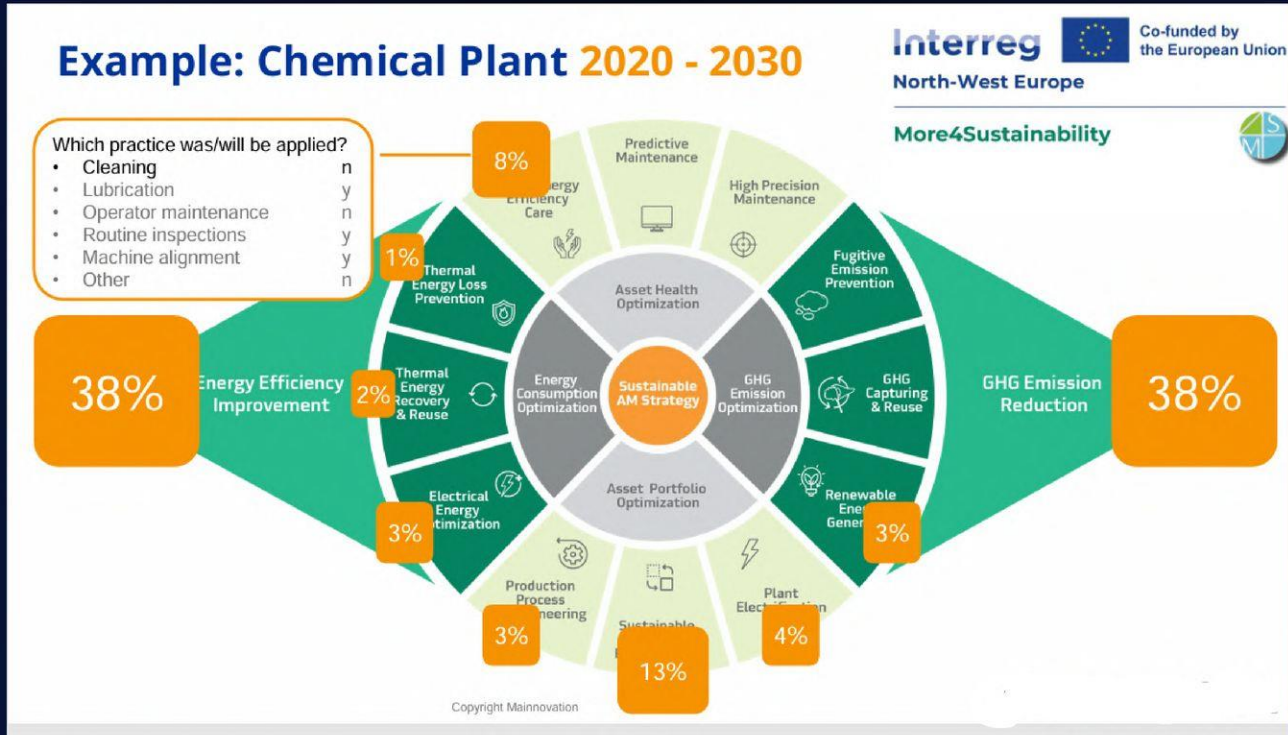 Example: Chemical Plant 2020 - 2030
Interreg
Co-funded by
the European Union
North-West Europe
More4Sustainability
Which practice was/will be applied?
• Cleaning n
• Lubrication y
• Operator maintenance n
• Routine inspections y
• Machine alignment y
• Other n
8%
Efficiency
Care
Predictive
Maintenance
High Precision
Maintenance
1%
Thermal
Energy Loss
Prevention
Asset Health
Optimization
Fugitive
Emission
Prevention
38%
Energy Efficiency
Improvement
2%
Thermal
Energy
Recovery
& Reuse
Energy
Consumption
Optimization
Sustainable
AM Strategy
GHG
Emission
Optimization
GHG
Capturing
& Reuse
GHG Emission
Reduction
38%
3%
Electrical
Energy
Asset Portfolio
Optimization
Renewable
3%
Production
Process
3%
Sustainable
13%
Plant
4%
Copyright Mainnovation